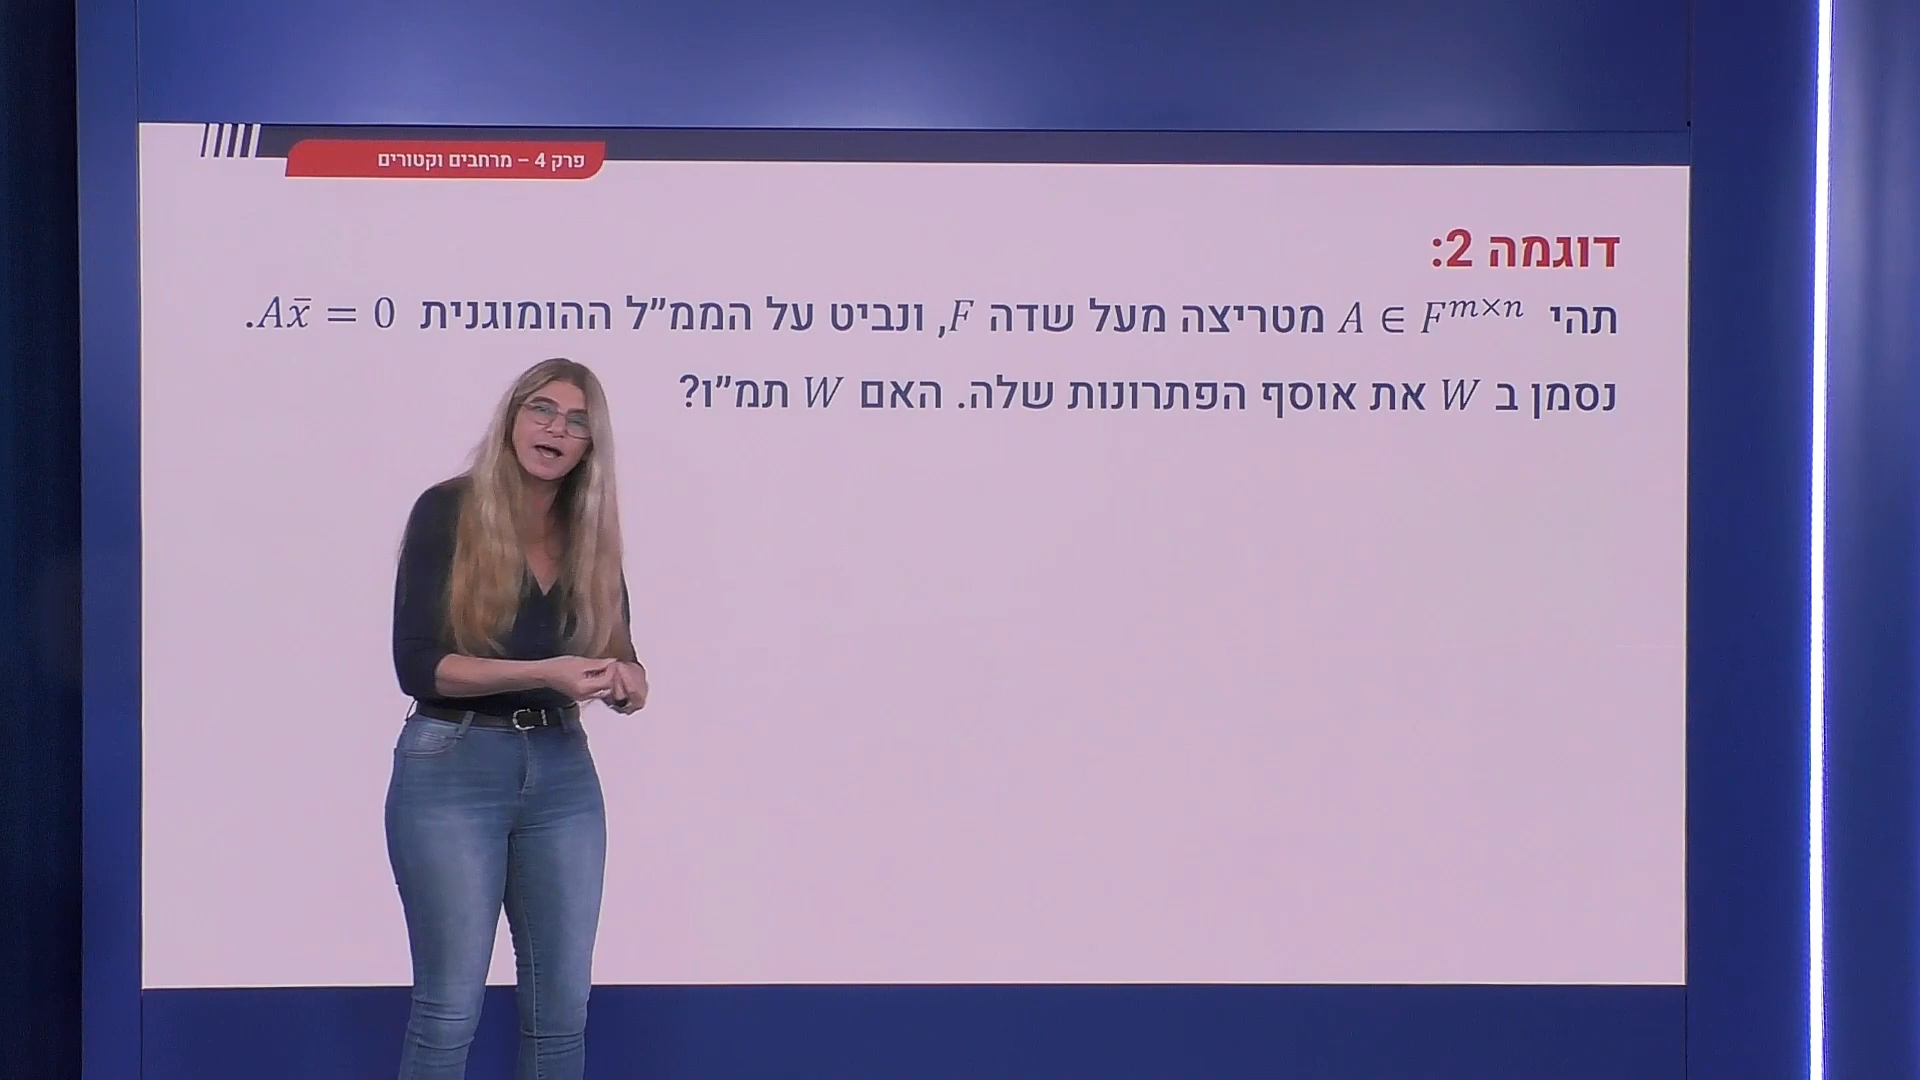 פרק 4 – מרחבים וקטורים
דוגמה 2:
תהי A ∈ F^{m×n} מטריצה מעל שדה F, ונביט על הממ״ל ההומוגנית Ax̄ = 0.
נסמן ב W את אוסף הפתרונות שלה. האם W תמ״ו?